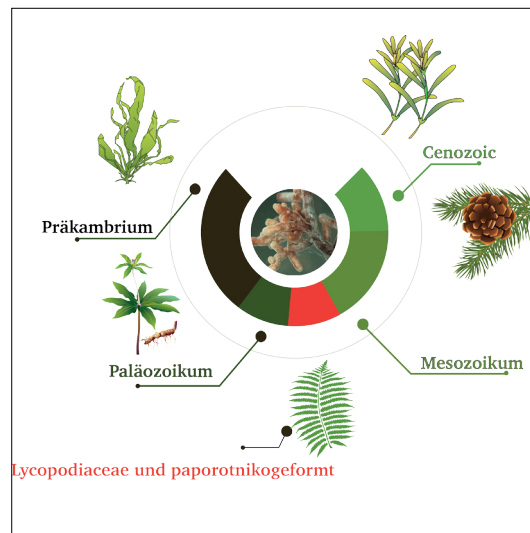 Cenozoic
Präkambrium
Paläozoikum
Mesozoikum
Lycopodiaceae und paporotnikogeformt